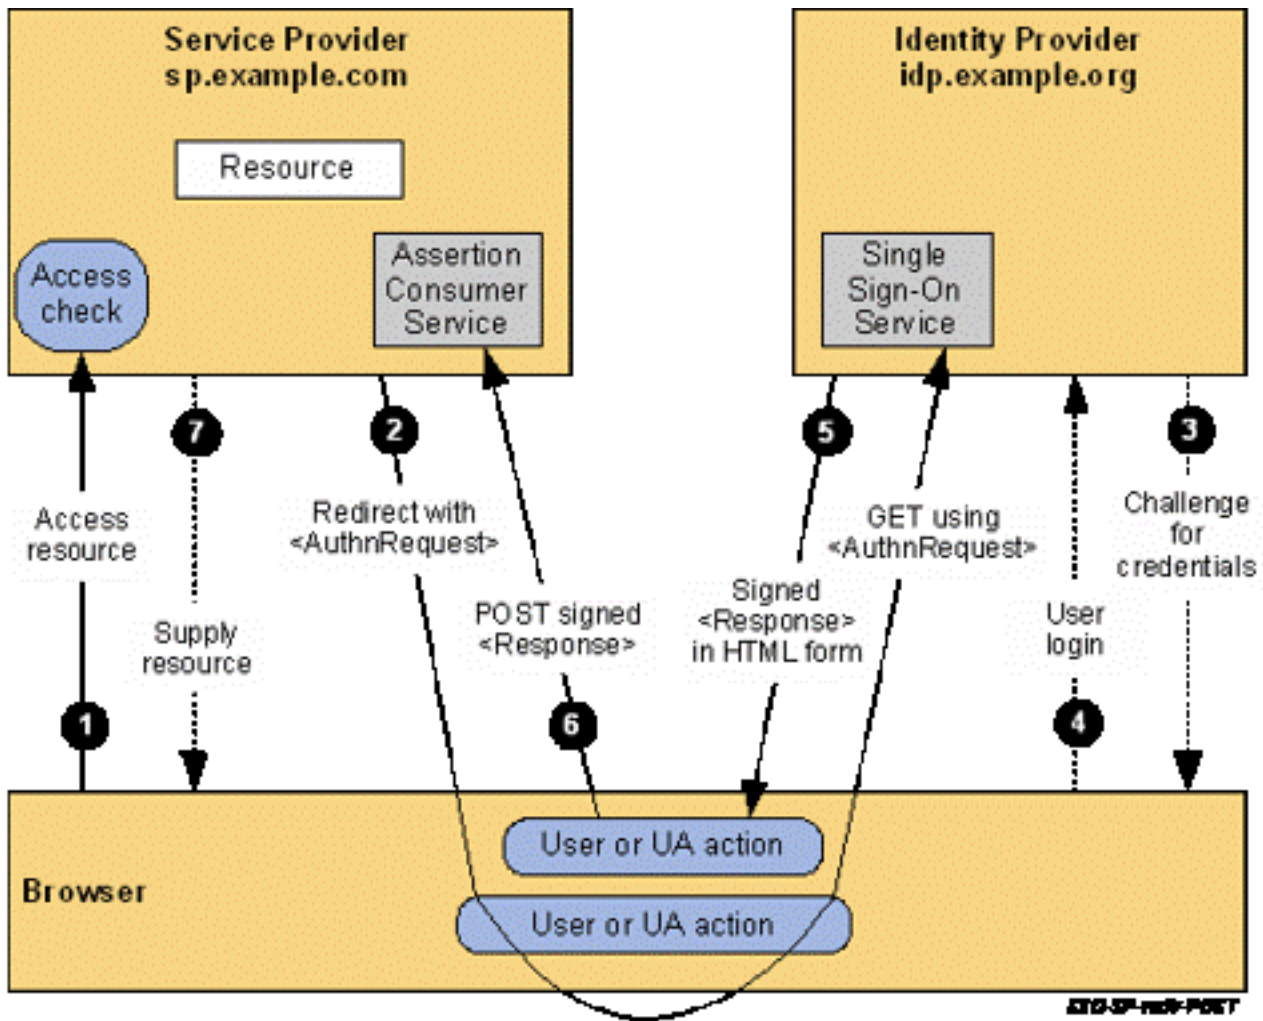 Service Provider
sp.example.com
Identity Provider
idp.example.org
Resource
Access
check
Assertion
Consumer
Service
Single
Sign-On
Service
7
2
5
3
Access
resource
Redirect with
<AuthnRequest>
GET using
<AuthnRequest>
Challenge
for
credentials
Supply
resource
POST signed
<Response>
Signed
<Response>
in HTML form
User
login
1
6
4
User or UA action
Browser
User or UA action